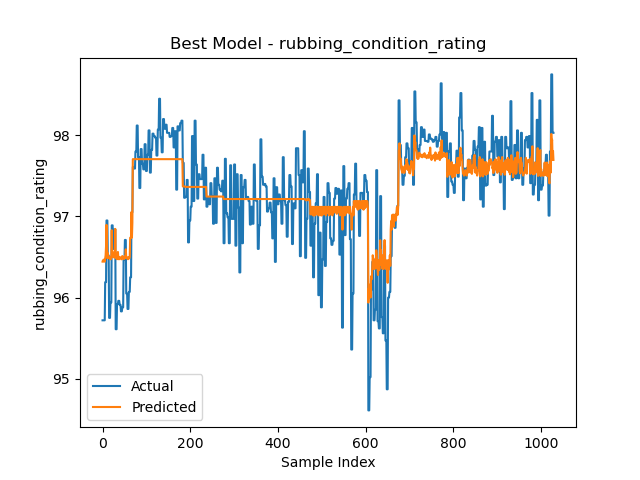 Best Model - rubbing_condition_rating
rubbing_condition_rating
98
97
96
95
Actual
Predicted
0
200
400
600
800
1000
Sample Index